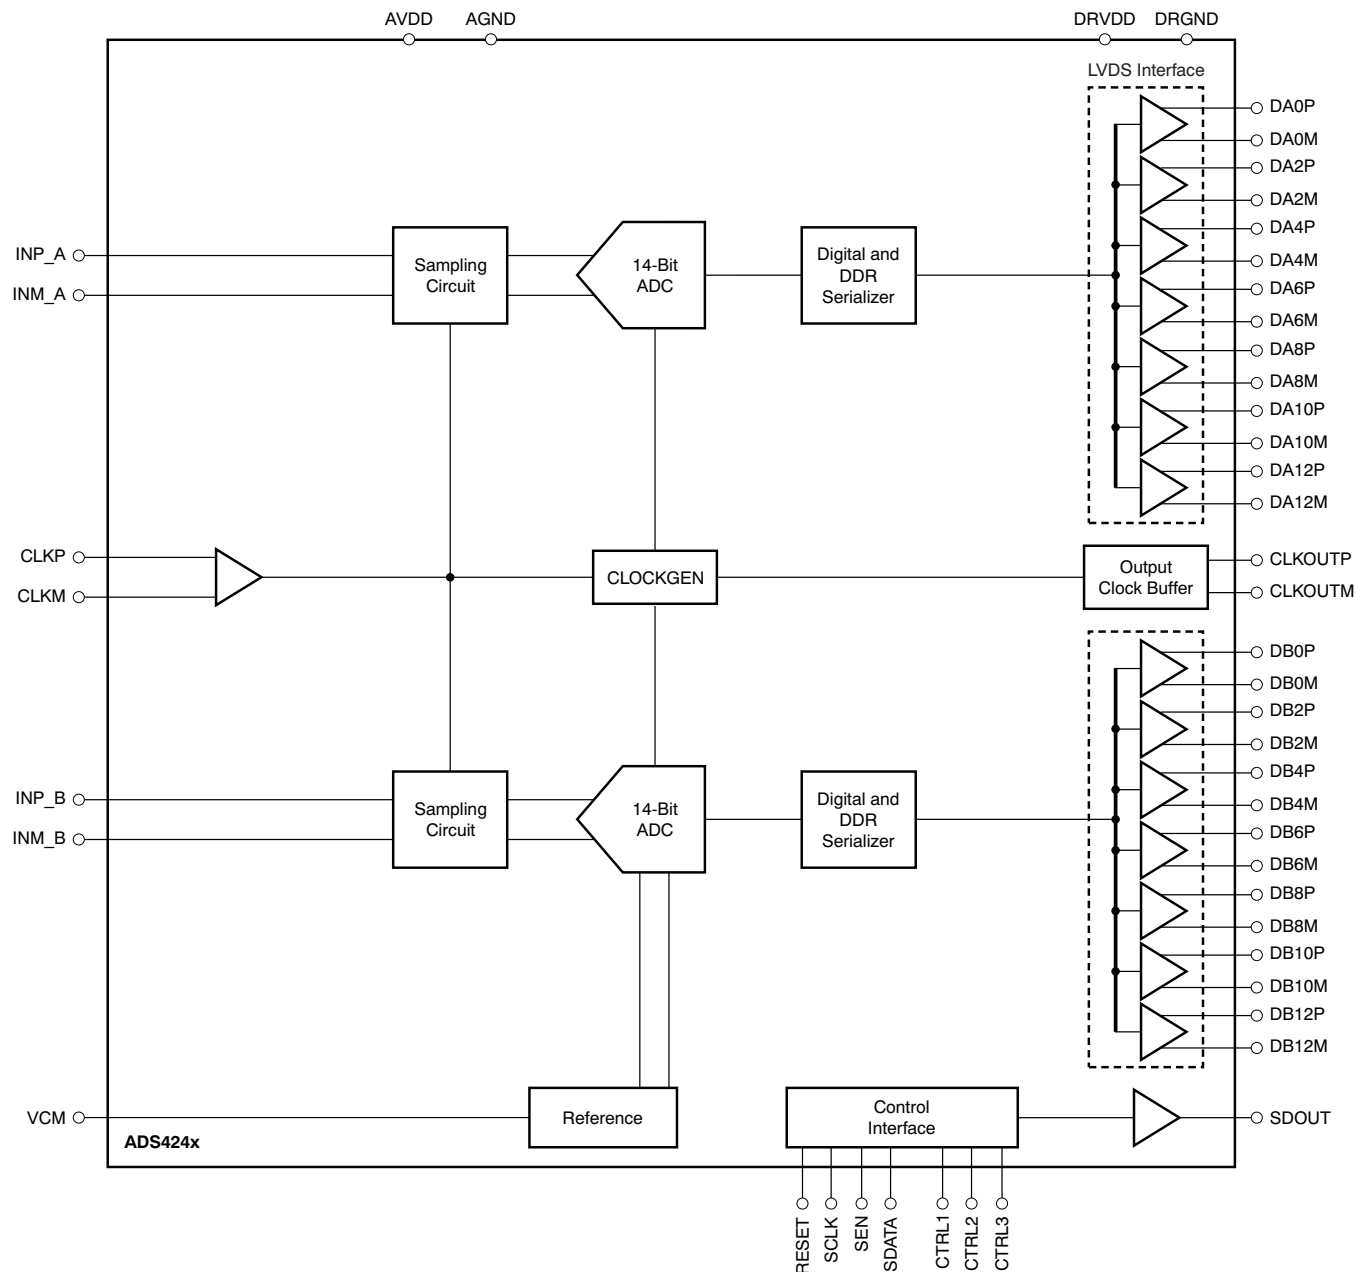 AVDD
AGND
DRVDD
DRGND
LVDS Interface
DA0P
DA0M
DA2P
DA2M
DA4P
DA4M
DA6P
DA6M
DA8P
DA8M
DA10P
DA10M
DA12P
DA12M
INP_A
INM_A
Sampling
Circuit
14-Bit
ADC
Digital and
DDR
Serializer
CLKP
CLKM
CLOCKGEN
Output
Clock Buffer
CLKOUTP
CLKOUTM
DB0P
DB0M
DB2P
DB2M
DB4P
DB4M
DB6P
DB6M
DB8P
DB8M
DB10P
DB10M
DB12P
DB12M
INP_B
INM_B
Sampling
Circuit
14-Bit
ADC
Digital and
DDR
Serializer
VCM
Reference
Control
Interface
SDOUT
ADS424x
RESET
SCLK
SEN
SDATA
CTRL1
CTRL2
CTRL3